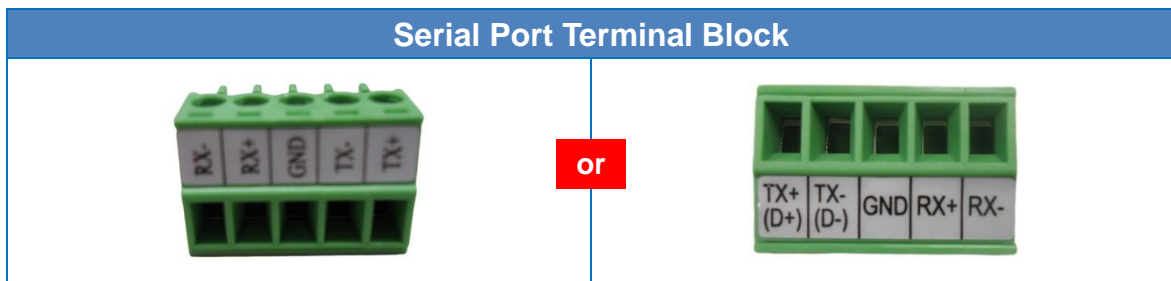 Serial Port Terminal Block
RX- RX+ GND TX- TX+
or
TX+ (D+) TX- (D-) GND RX+ RX-